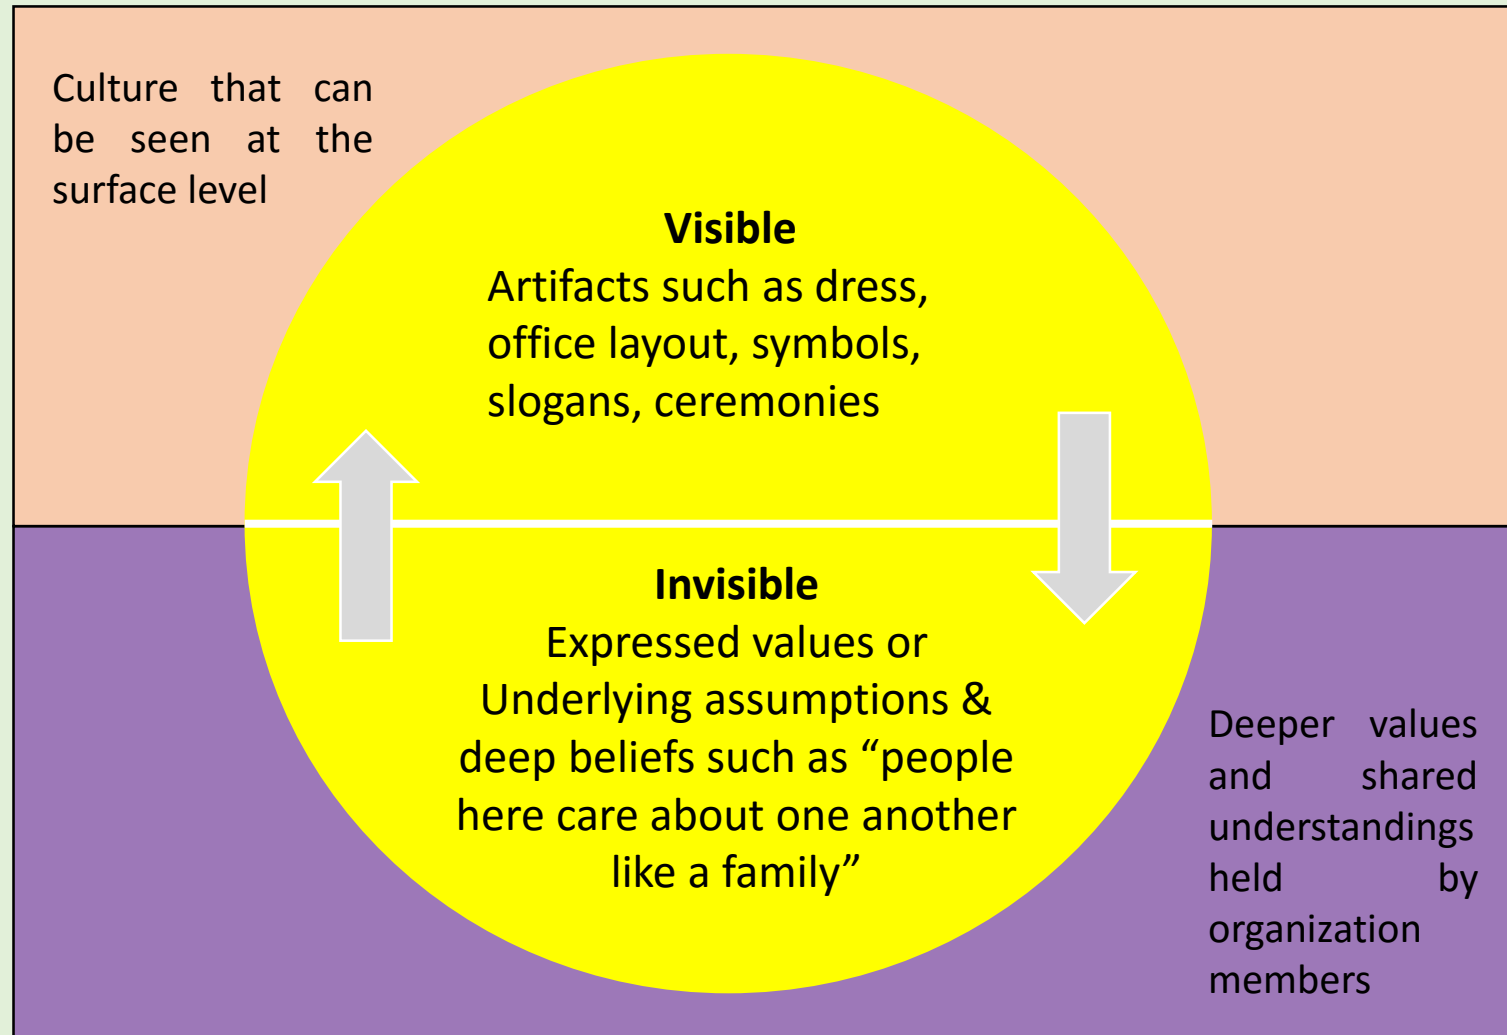 Culture that can
be seen at the
surface level
Visible
Artifacts such as dress,
office layout, symbols,
slogans, ceremonies
Invisible
Expressed values or
Underlying assumptions &
deep beliefs such as “people
here care about one another
like a family”
Deeper values
and shared
understandings
held by
organization
members